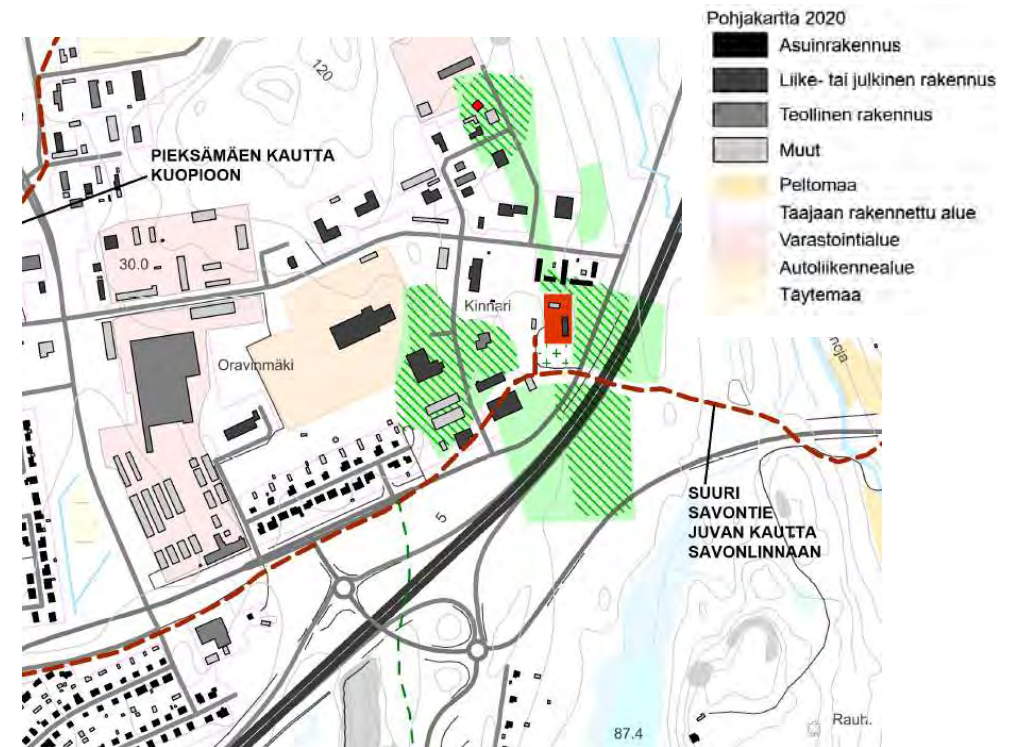 Pohjakartta 2020
Asuinrakennus
Liike- tai julkinen rakennus
Teollinen rakennus
Muut
Peltomaa
Taajaan rakennettu alue
Varastointialue
Autoliikennealue
Täytemaa
120
PIEKSÄMÄEN KAUTTA
KUOPIOON
30.0
Kinnari
Oravinmäki
noja
5
SUURI
SAVONTIE
JUVAN KAUTTA
SAVONLINNAAN
87.4
Rauh.